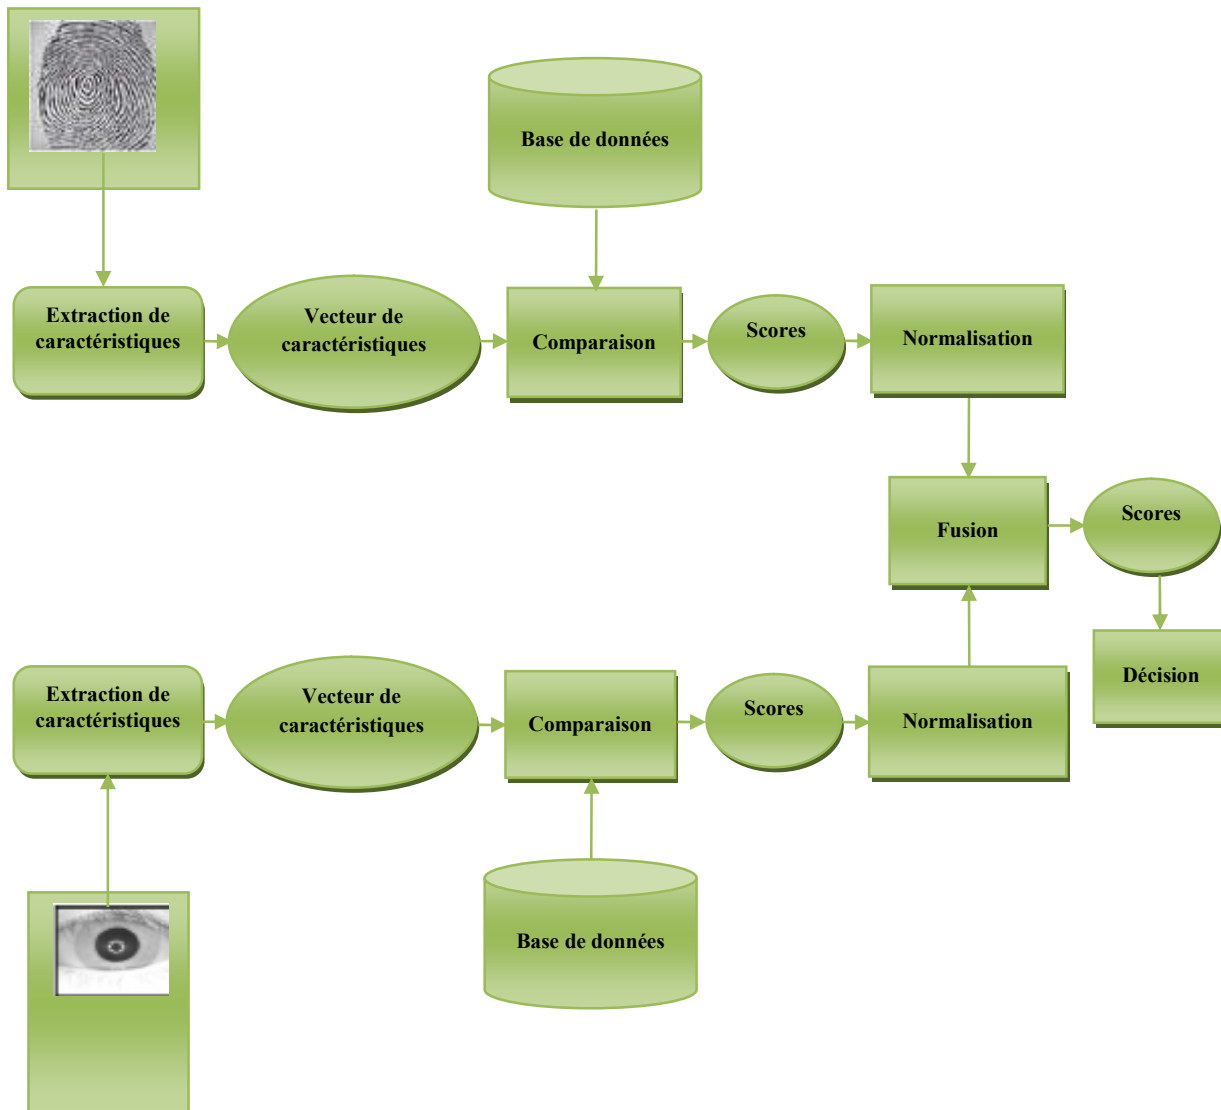 Base de données
Extraction de
caractéristiques
Vecteur de
caractéristiques
Comparaison
Scores
Normalisation
Fusion
Scores
Décision
Extraction de
caractéristiques
Vecteur de
caractéristiques
Comparaison
Scores
Normalisation
Base de données